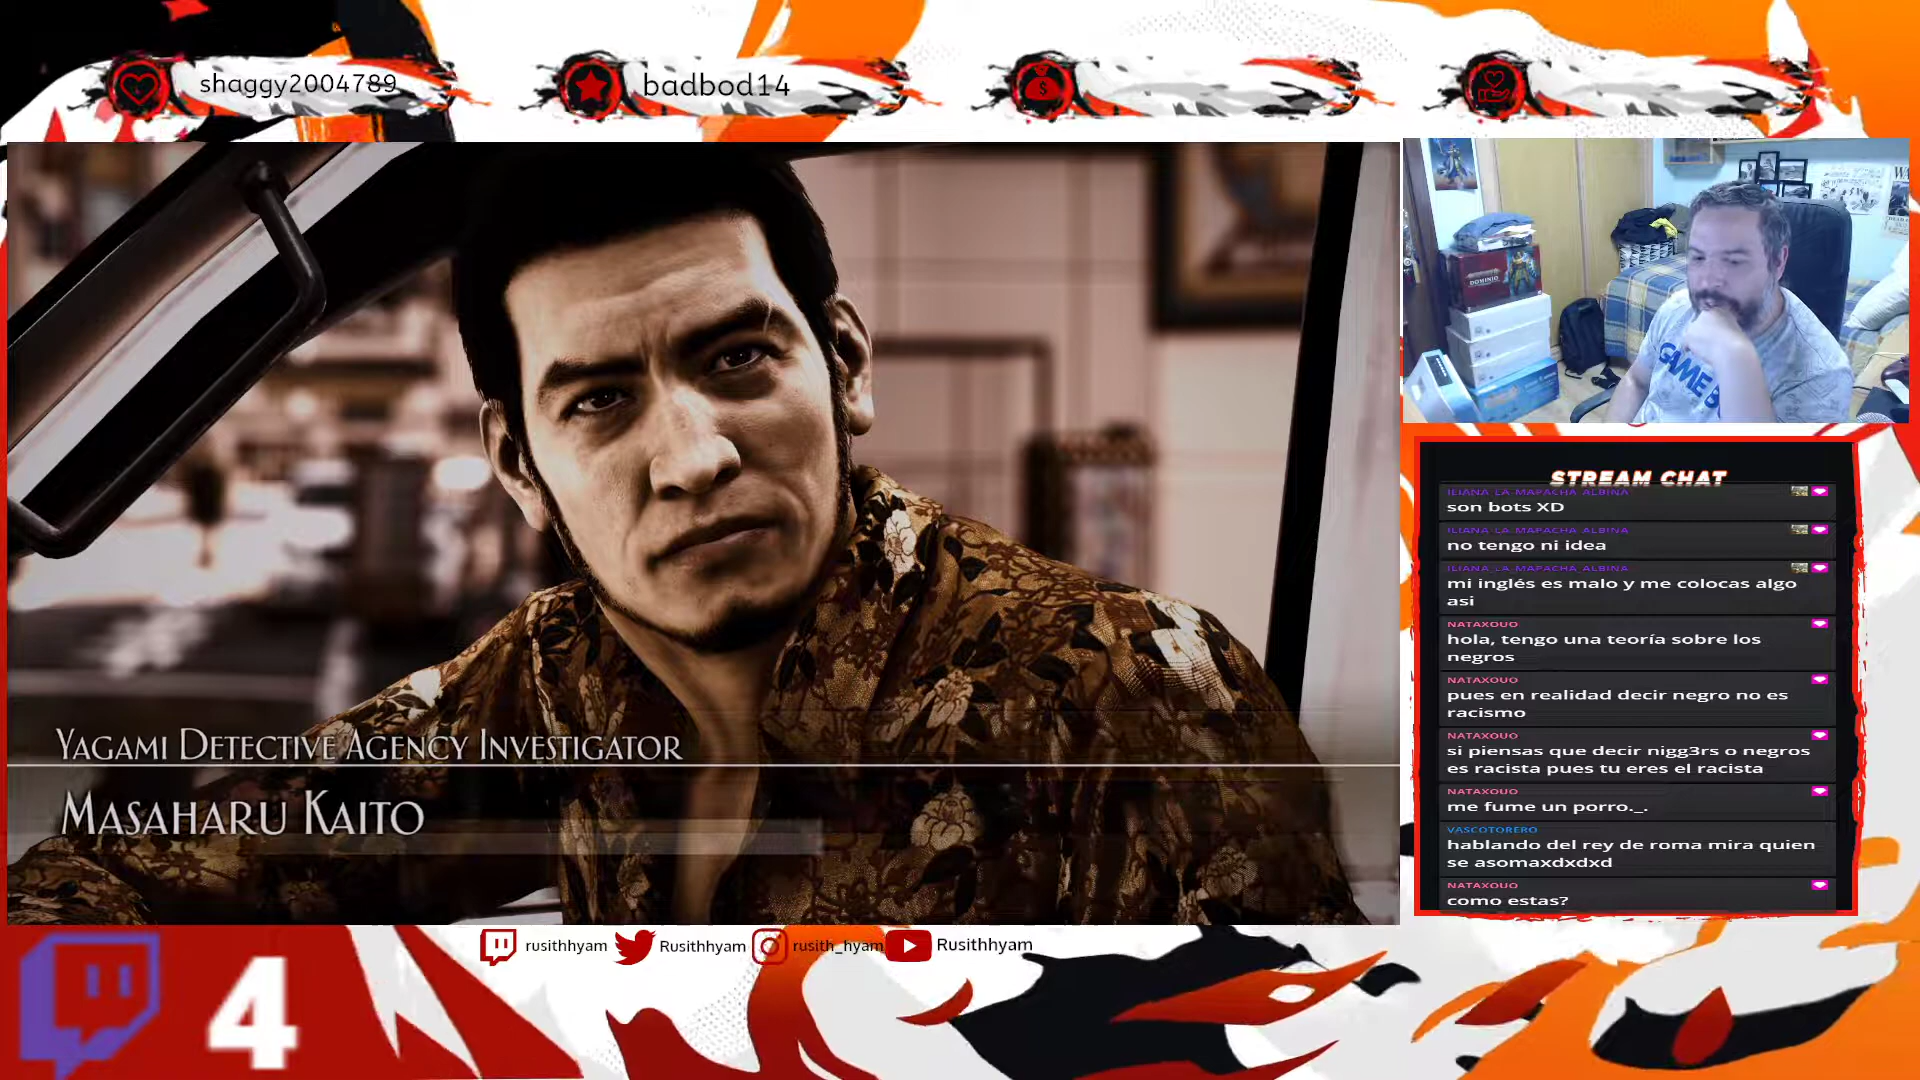 shaggy2004789
badbod14
YAGAMI DETECTIVE AGENCY INVESTIGATOR
MASAHARU KAITO
DOMINIO
GAME B
STREAM CHAT
ILIANA LA MAPACHA ALBINA
son bots XD
ILIANA LA MAPACHA ALBINA
no tengo ni idea
ILIANA LA MAPACHA ALBINA
mi inglés es malo y me colocas algo
asi
NATAXOUO
hola, tengo una teoría sobre los
negros
NATAXOUO
pues en realidad decir negro no es
racismo
NATAXOUO
si piensas que decir nigg3rs o negros
es racista pues tu eres el racista
NATAXOUO
me fume un porro._.
VASCOTORERO
hablando del rey de roma mira quien
se asomaxdxdxd
NATAXOUO
como estas?
rusithhyam
Rusithhyam
rusith_hyam
Rusithhyam
4